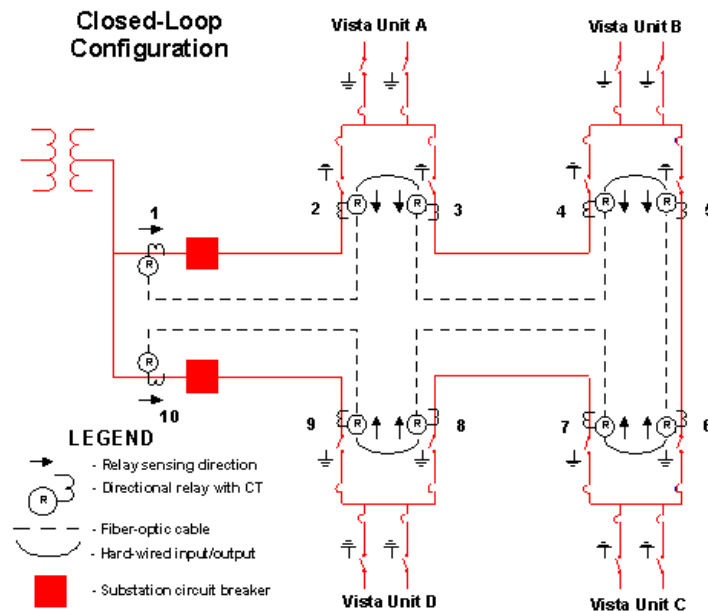 Closed-Loop
Configuration
Vista Unit A
Vista Unit B
1
2
R
R
3
4
R
R
5
R
R
10
9
R
R
8
7
R
R
6
LEGEND
- Relay sensing direction
R
- Directional relay with CT
- Fiber-optic cable
- Hard-wired input/output
- Substation circuit breaker
Vista Unit D
Vista Unit C